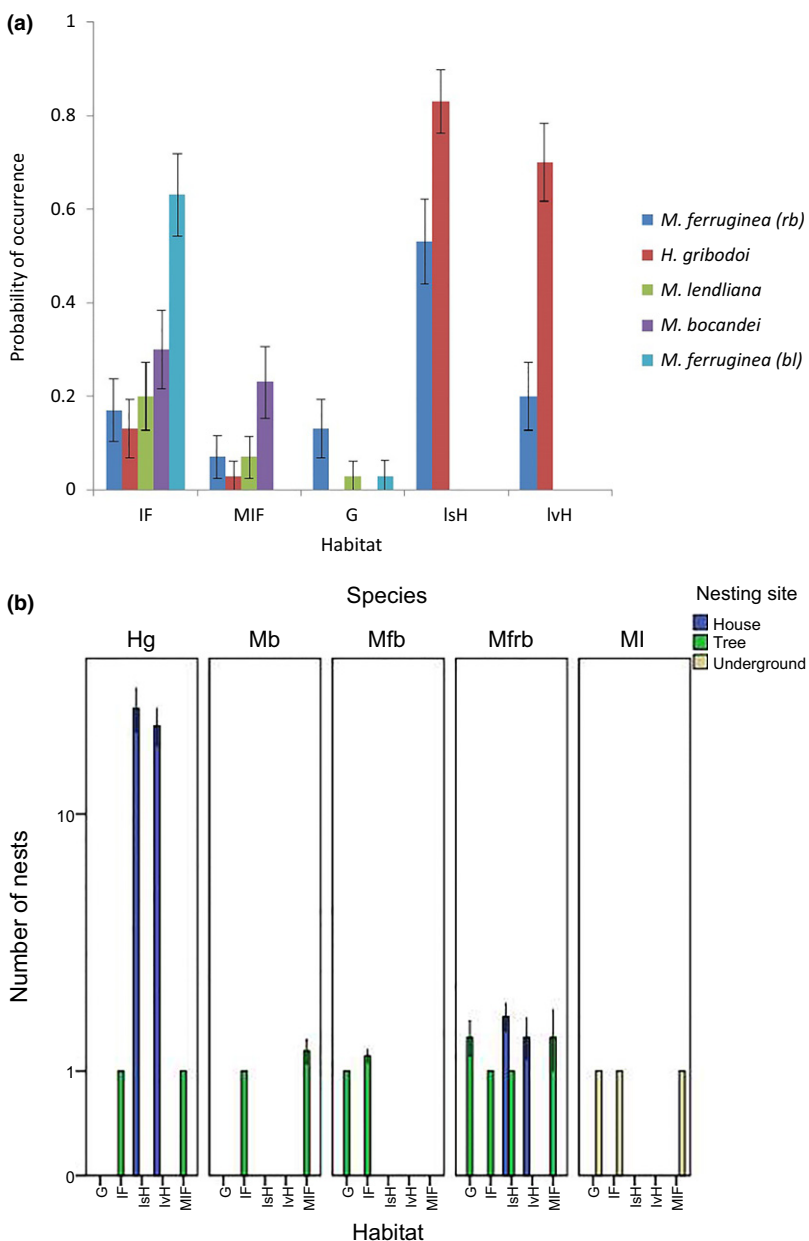 (a)
1
0.8
0.6
0.4
0.2
0
Probability of occurrence
IF MIF G IsH IvH
Habitat
M. ferruginea (rb)
H. gribodoi
M. lendliana
M. bocandei
M. ferruginea (bl)
(b)
Species
Nesting site
House
Tree
Underground
Hg Mb Mfb Mfrb Ml
10
1
0
Number of nests
G IF IsH IvH MIF G IF IsH IvH MIF G IF IsH IvH MIF G IF IsH IvH MIF G IF IsH IvH MIF
Habitat